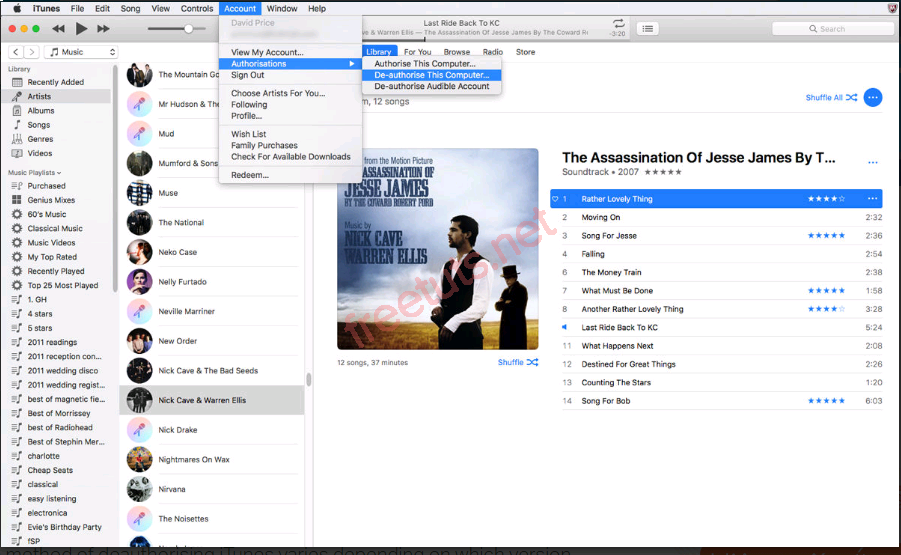 iTunes File Edit Song View Controls Account Window Help
Last Ride Back To KC
& Warren Ellis — The Assassination Of Jesse James By The Coward Ro
-3:20
Search
Music
Library For You Browse Radio Store
David Price
View My Account...
Authorisations
Sign Out
Choose Artists For You...
Following
Profile...
Wish List
Family Purchases
Check For Available Downloads
Redeem...
Authorise This Computer...
De-authorise This Computer...
De-authorise Audible Account
Library
Recently Added
Artists
Albums
Songs
Genres
Videos
Music Playlists
Purchased
Genius Mixes
60's Music
Classical Music
Music Videos
My Top Rated
Recently Played
Top 25 Most Played
1. GH
4 stars
5 stars
2011 readings
2011 reception con...
2011 wedding disco
2011 wedding regist...
best of magnetic fie...
Best of Morrissey
best of Radiohead
Best of Stephin Mer...
charlotte
Cheap Seats
classical
easy listening
electronica
Evie's Birthday Party
fSP
The Mountain Go
Mr Hudson & Th
Mud
Mumford & Sons
Muse
The National
Neko Case
Nelly Furtado
Neville Marriner
New Order
Nick Cave & The Bad Seeds
Nick Cave & Warren Ellis
Nick Drake
Nightmares On Wax
Nirvana
The Noisettes
m, 12 songs
Shuffle All
from the Motion Picture
ASSASSINATION OF
JESSE JAMES
BY THE COWARD ROBERT FORD
Music by
NICK CAVE
WARREN ELLIS
freetuts.net
12 songs, 37 minutes
Shuffle
The Assassination Of Jesse James By T...
Soundtrack • 2007 ★★★★★
1 Rather Lovely Thing ★★★★☆
2 Moving On 2:32
3 Song For Jesse ★★★★★ 2:36
4 Falling 2:54
6 The Money Train 2:38
7 What Must Be Done ★★★★★ 1:58
8 Another Rather Lovely Thing ★★★★☆ 3:28
Last Ride Back To KC 5:24
11 What Happens Next 2:08
12 Destined For Great Things 2:26
13 Counting The Stars 1:20
14 Song For Bob ★★★★★ 6:03
method of deauthorising iTunes varies depending on which version